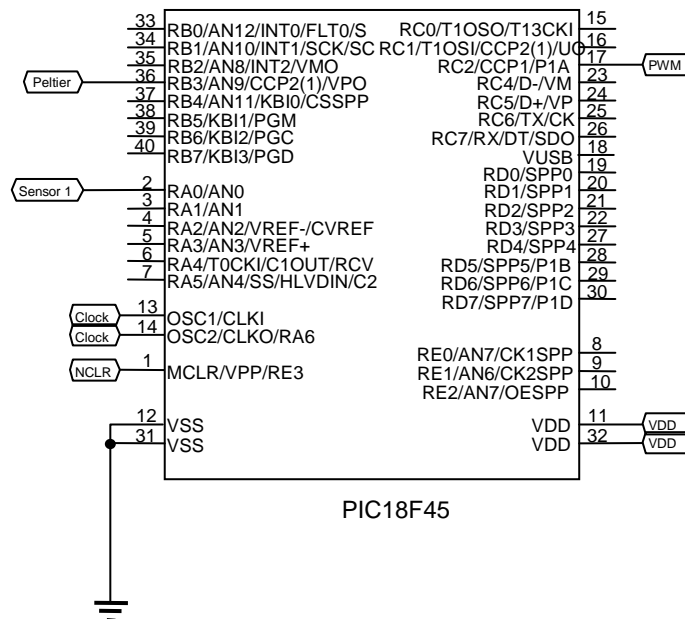 33 RB0/AN12/INT0/FLT0/S
34 RB1/AN10/INT1/SCK/SC
35 RB2/AN8/INT2/VMO
Peltier 36 RB3/AN9/CCP2(1)/VPO
37 RB4/AN11/KBI0/CSSPP
38 RB5/KBI1/PGM
39 RB6/KBI2/PGC
40 RB7/KBI3/PGD
Sensor 1 2 RA0/AN0
3 RA1/AN1
4 RA2/AN2/VREF-/CVREF
5 RA3/AN3/VREF+
6 RA4/T0CKI/C1OUT/RCV
7 RA5/AN4/SS/HLVDIN/C2
Clock 13 OSC1/CLKI
Clock 14 OSC2/CLKO/RA6
NCLR 1 MCLR/VPP/RE3
12 VSS
31 VSS
RC0/T1OSO/T13CKI 15
RC1/T1OSI/CCP2(1)/UO 16
RC2/CCP1/P1A 17 PWM
RC4/D-/VM 23
RC5/D+/VP 24
RC6/TX/CK 25
RC7/RX/DT/SDO 26
VUSB 18
RD0/SPP0 19
RD1/SPP1 20
RD2/SPP2 21
RD3/SPP3 22
RD4/SPP4 27
RD5/SPP5/P1B 28
RD6/SPP6/P1C 29
RD7/SPP7/P1D 30
RE0/AN7/CK1SPP 8
RE1/AN6/CK2SPP 9
RE2/AN7/OESPP 10
VDD 11 VDD
VDD 32 VDD
PIC18F45